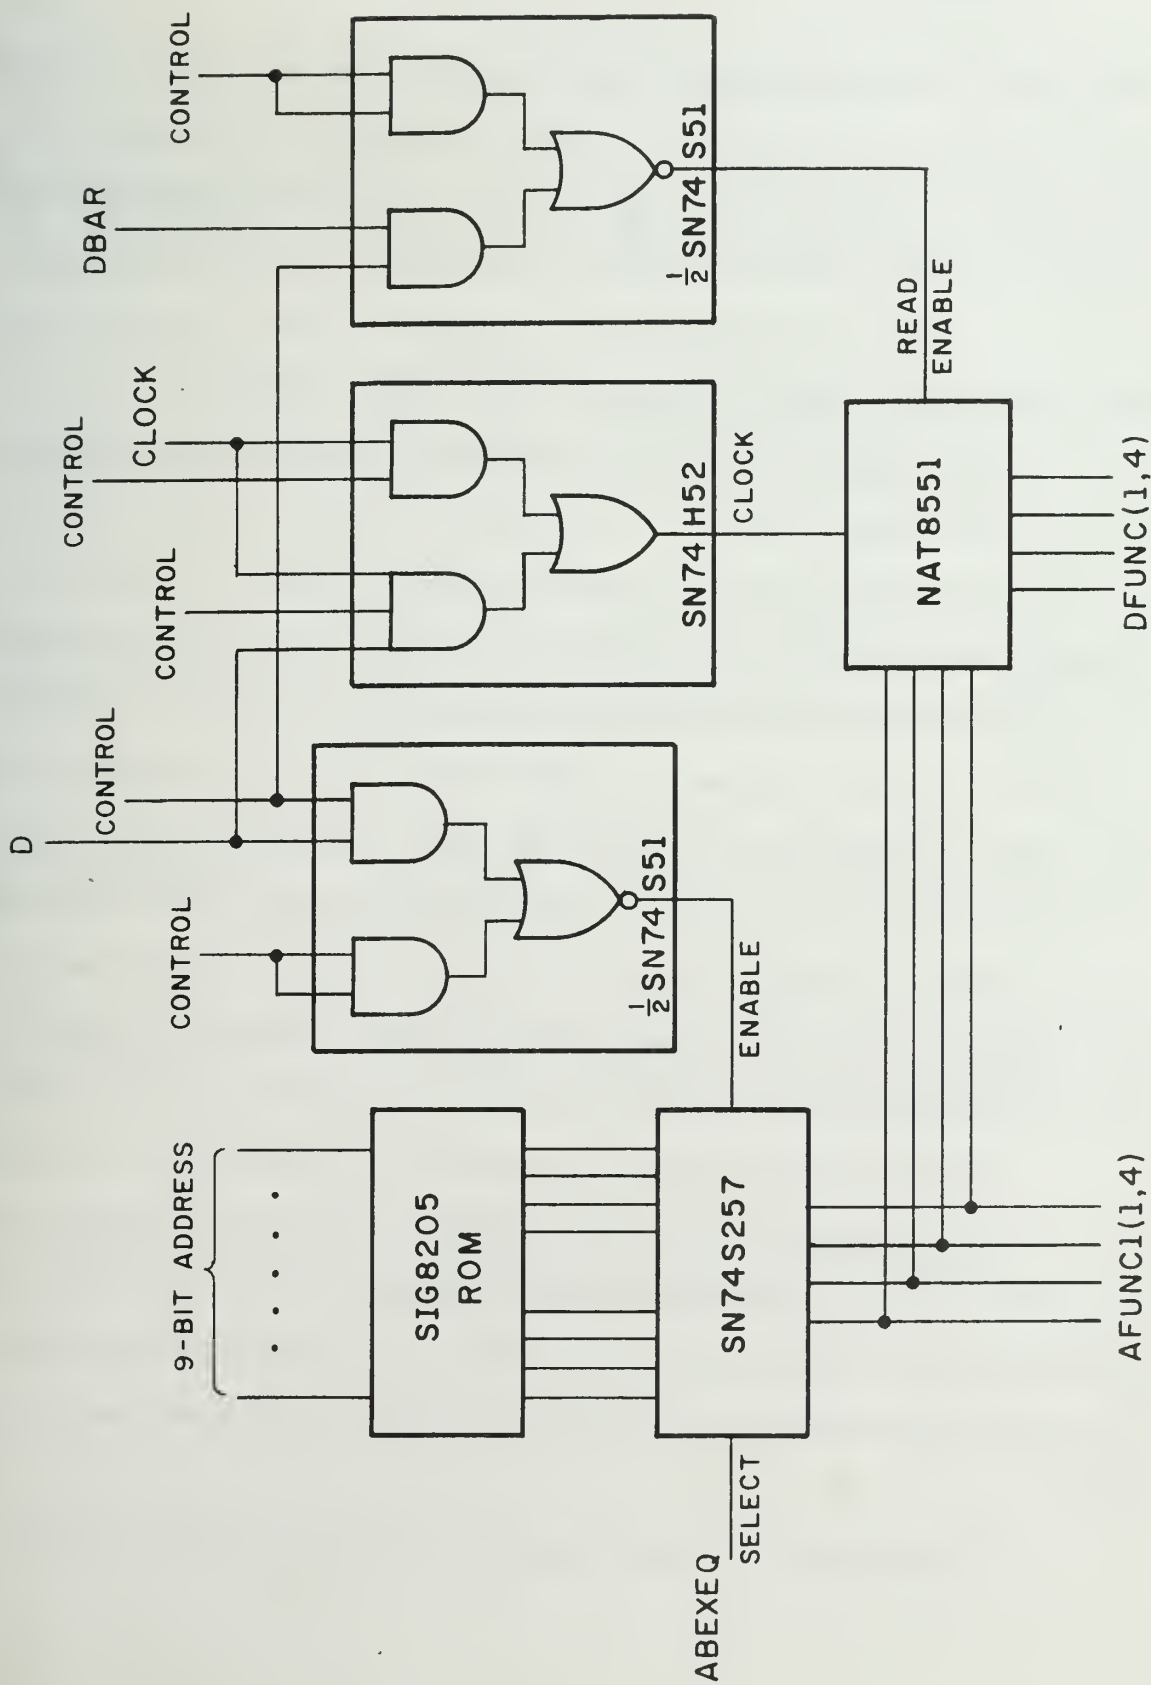 D
CONTROL
CONTROL
CONTROL
CONTROL
CLOCK
DBAR
CONTROL
9-BIT ADDRESS
SIG8205
ROM
1/2 SN74 S51
SN74 H52
1/2 SN74 S51
ENABLE
CLOCK
READ
ENABLE
ABEXEQ
SELECT
SN74S257
NAT8551
AFUNC1(1,4)
DFUNC(1,4)